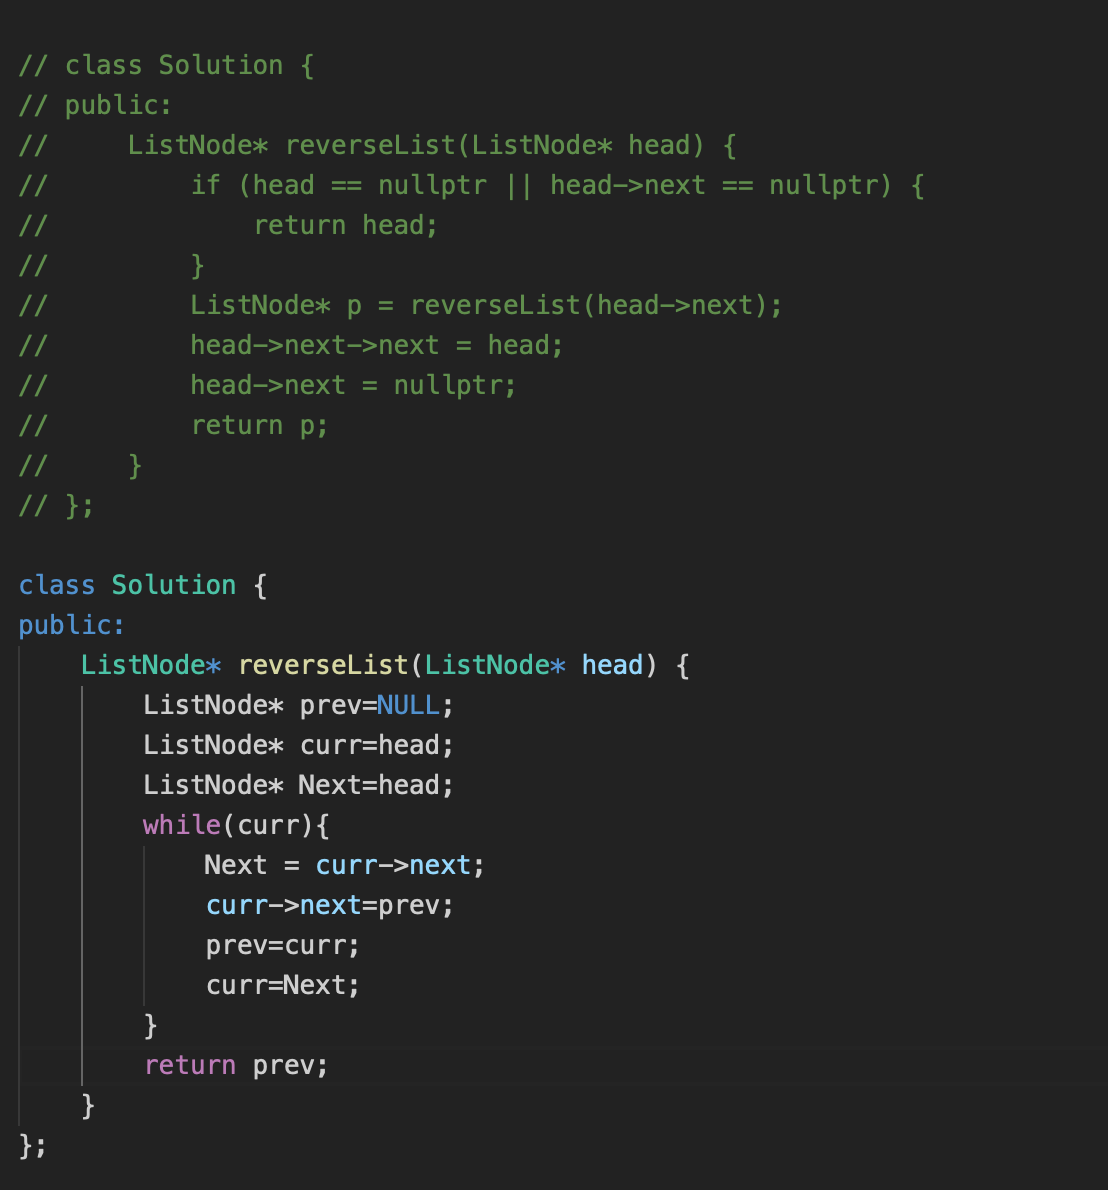 // class Solution {
// public:
//     ListNode* reverseList(ListNode* head) {
//         if (head == nullptr || head->next == nullptr) {
//             return head;
//         }
//         ListNode* p = reverseList(head->next);
//         head->next->next = head;
//         head->next = nullptr;
//         return p;
//     }
// };

class Solution {
public:
    ListNode* reverseList(ListNode* head) {
        ListNode* prev=NULL;
        ListNode* curr=head;
        ListNode* Next=head;
        while(curr){
            Next = curr->next;
            curr->next=prev;
            prev=curr;
            curr=Next;
        }
        return prev;
    }
};